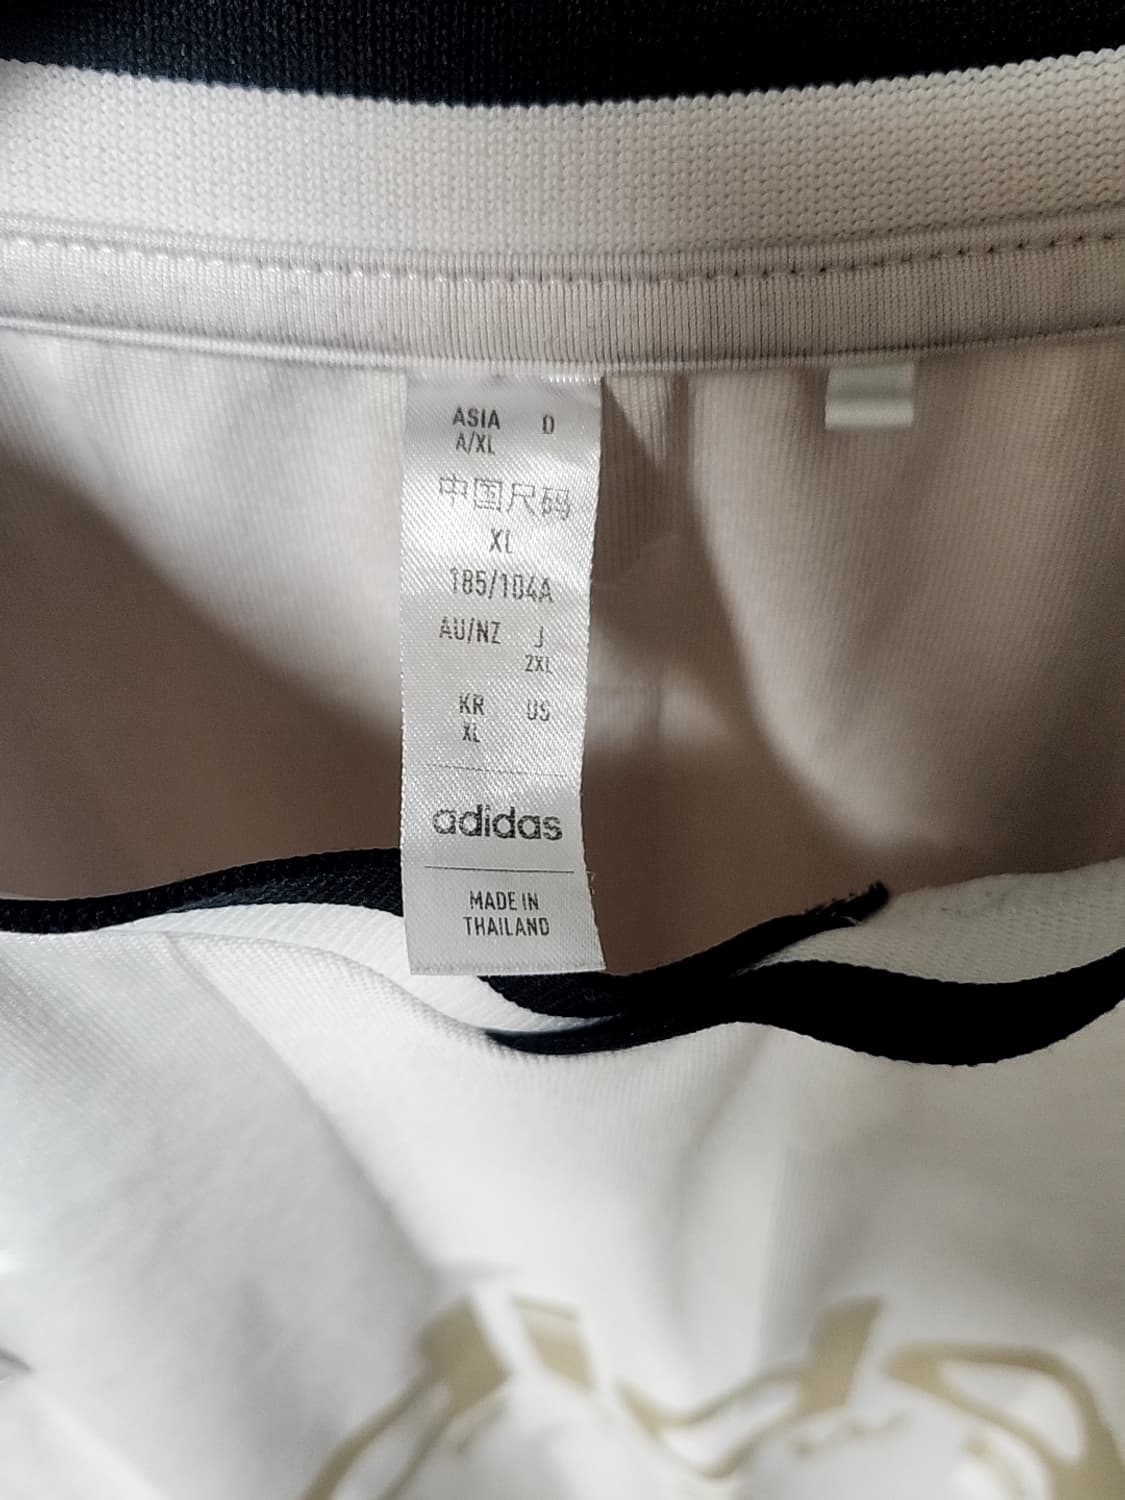 ASIA D
A/XL
中国尺码
XL
185/104A
AU/NZ J
2XL
KR US
XL
adidas
MADE IN
THAILAND